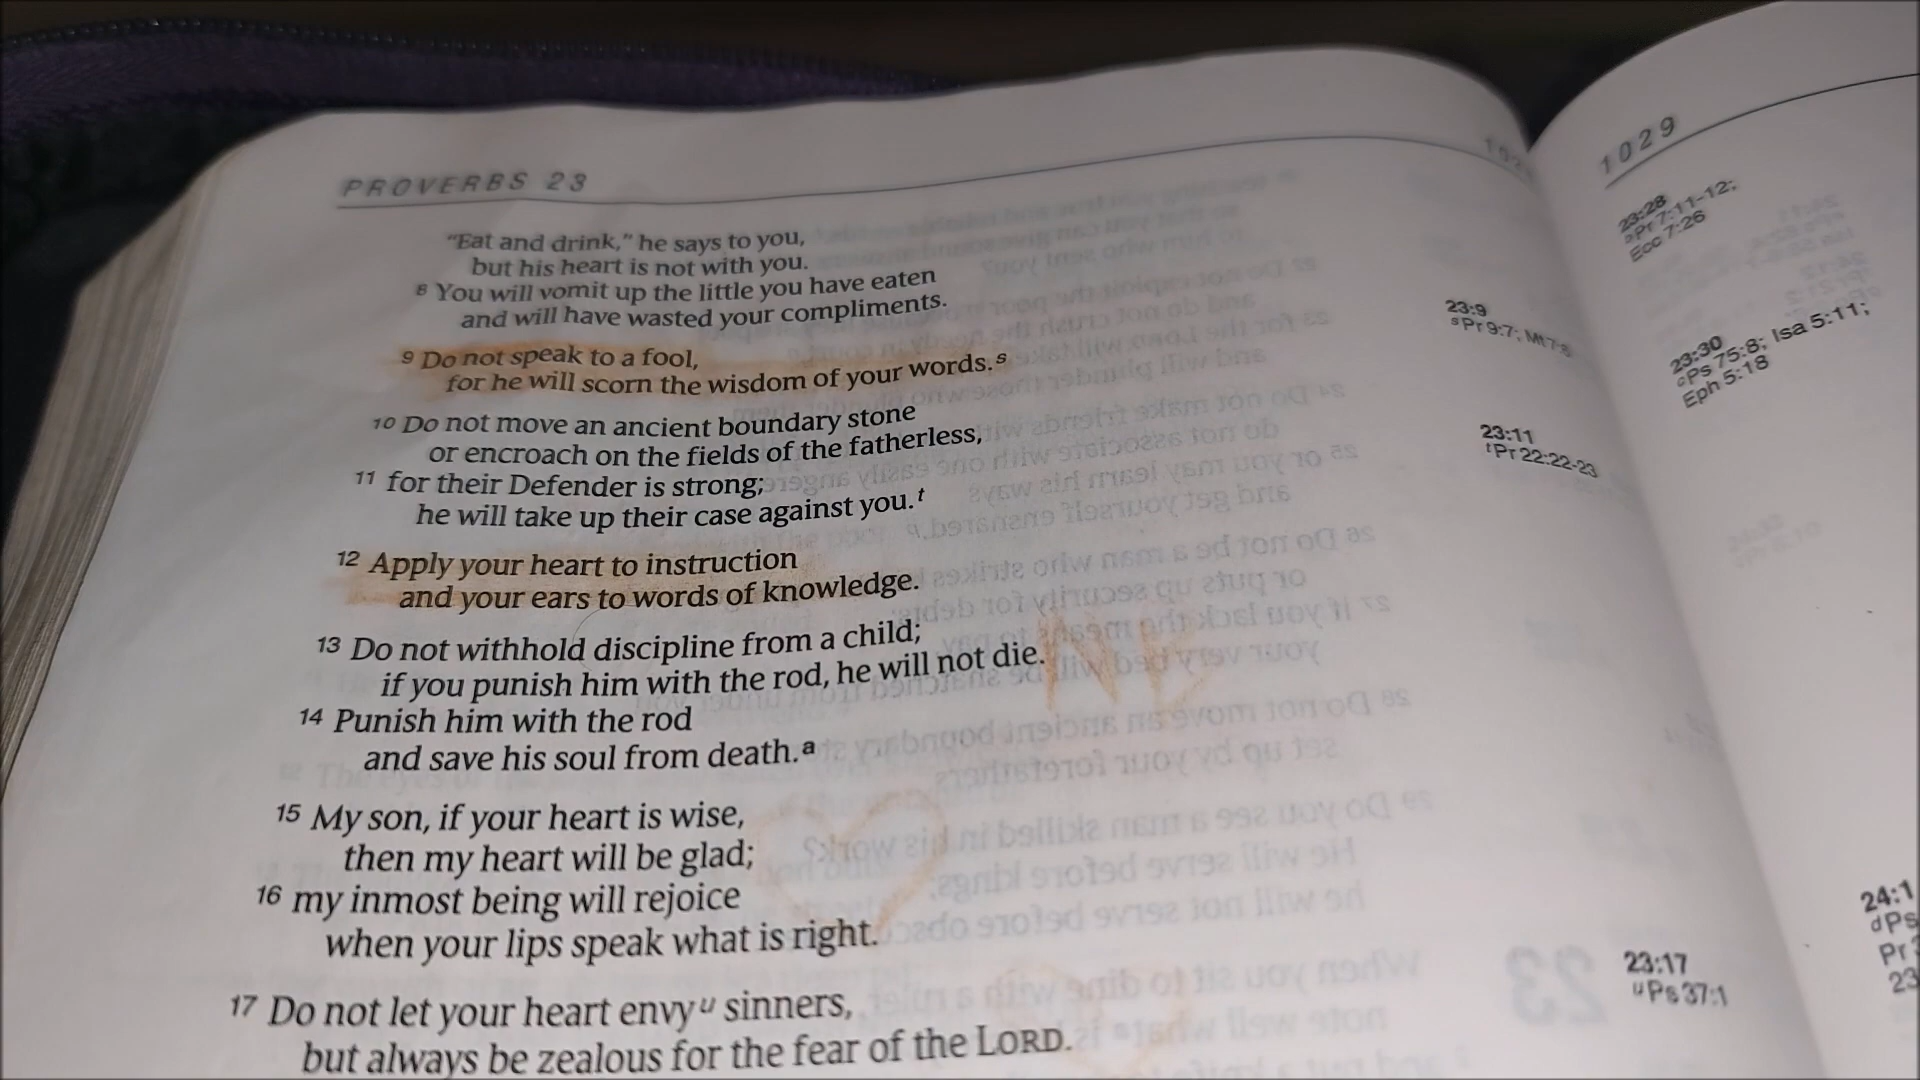 PROVERBS 23
"Eat and drink," he says to you,
but his heart is not with you.
8 You will vomit up the little you have eaten
and will have wasted your compliments.
9 Do not speak to a fool,
for he will scorn the wisdom of your words.s
10 Do not move an ancient boundary stone
or encroach on the fields of the fatherless,
11 for their Defender is strong;
he will take up their case against you.t
12 Apply your heart to instruction
and your ears to words of knowledge.
13 Do not withhold discipline from a child;
if you punish him with the rod, he will not die.
14 Punish him with the rod
and save his soul from death.a
15 My son, if your heart is wise,
then my heart will be glad;
16 my inmost being will rejoice
when your lips speak what is right.
17 Do not let your heart envy u sinners,
but always be zealous for the fear of the LORD.
23:9
sPr 9:7; Mt 7:6
23:11
tPr 22:22-23
23:17
uPs 37:1
1029
23:28
Pr 7:11-12;
Ecc 7:26
23:30
cPs 75:8; Isa 5:11;
Eph 5:18
24:1
dPs
Pr
23